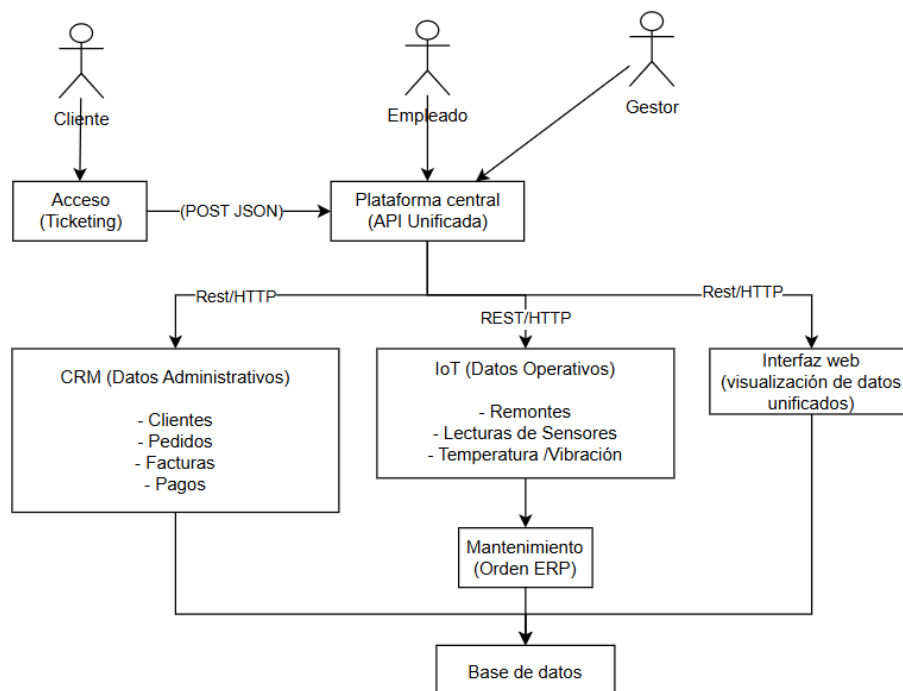 Cliente
Empleado
Gestor
Acceso
(Ticketing)
(POST JSON)
Plataforma central
(API Unificada)
Rest/HTTP
REST/HTTP
Rest/HTTP
CRM (Datos Administrativos)
- Clientes
- Pedidos
- Facturas
- Pagos
IoT (Datos Operativos)
- Remontes
- Lecturas de Sensores
- Temperatura /Vibración
Interfaz web
(visualización de datos
unificados)
Mantenimiento
(Orden ERP)
Base de datos